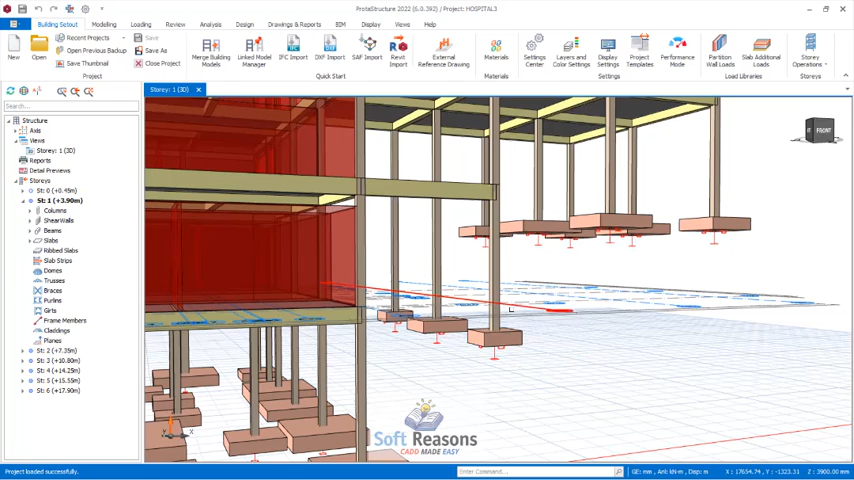 ProtaStructure 2022 (6.0.392) / Project: HOSPITAL3
Building Setout
Modeling
Loading
Review
Analysis
Design
Drawings & Reports
BIM
Display
Views
Help
New
Open
Recent Projects
Open Previous Backup
Save Thumbnail
Save
Save As
Close Project
Project
Merge Building
Models
Linked Model
Manager
IFC Import
DXF Import
SAF Import
Revit
Import
Quick Start
External
Reference Drawing
Materials
Materials
Settings
Center
Layers and
Color Settings
Display
Settings
Project
Templates
Performance
Mode
Settings
Partition
Wall Loads
Slab Additional
Loads
Load Libraries
Storey
Operations
Storeys
Storey: 1 (3D)
Search...
Structure
Axis
Views
Storey: 1 (3D)
Reports
Detail Previews
Storeys
St: 0 (+0.45m)
St: 1 (+3.90m)
Columns
ShearWalls
Beams
Slabs
Ribbed Slabs
Slab Strips
Domes
Trusses
Braces
Purlins
Girts
Frame Members
Claddings
Planes
St: 2 (+7.35m)
St: 3 (+10.80m)
St: 4 (+14.25m)
St: 5 (+15.55m)
St: 6 (+17.90m)
FRONT
Y
X
Soft Reasons
CADD MADE EASY
Project loaded successfully.
Enter Command...
GE: mm , Anl: kN-m , Disp: m
X : 17654.74 , Y : -1323.31
Z : 3900.00 mm